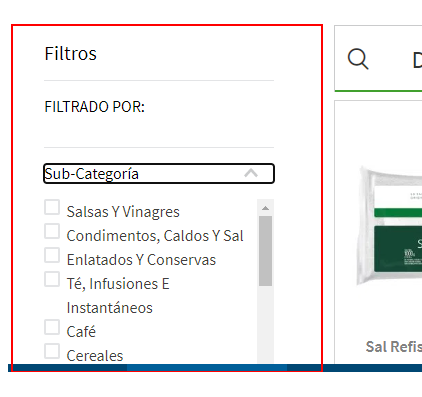 Filtros
FILTRADO POR:
Sub-Categoría
Salsas Y Vinagres
Condimentos, Caldos Y Sal
Enlatados Y Conservas
Té, Infusiones E
Instantáneos
Café
Cereales
Sal Refis